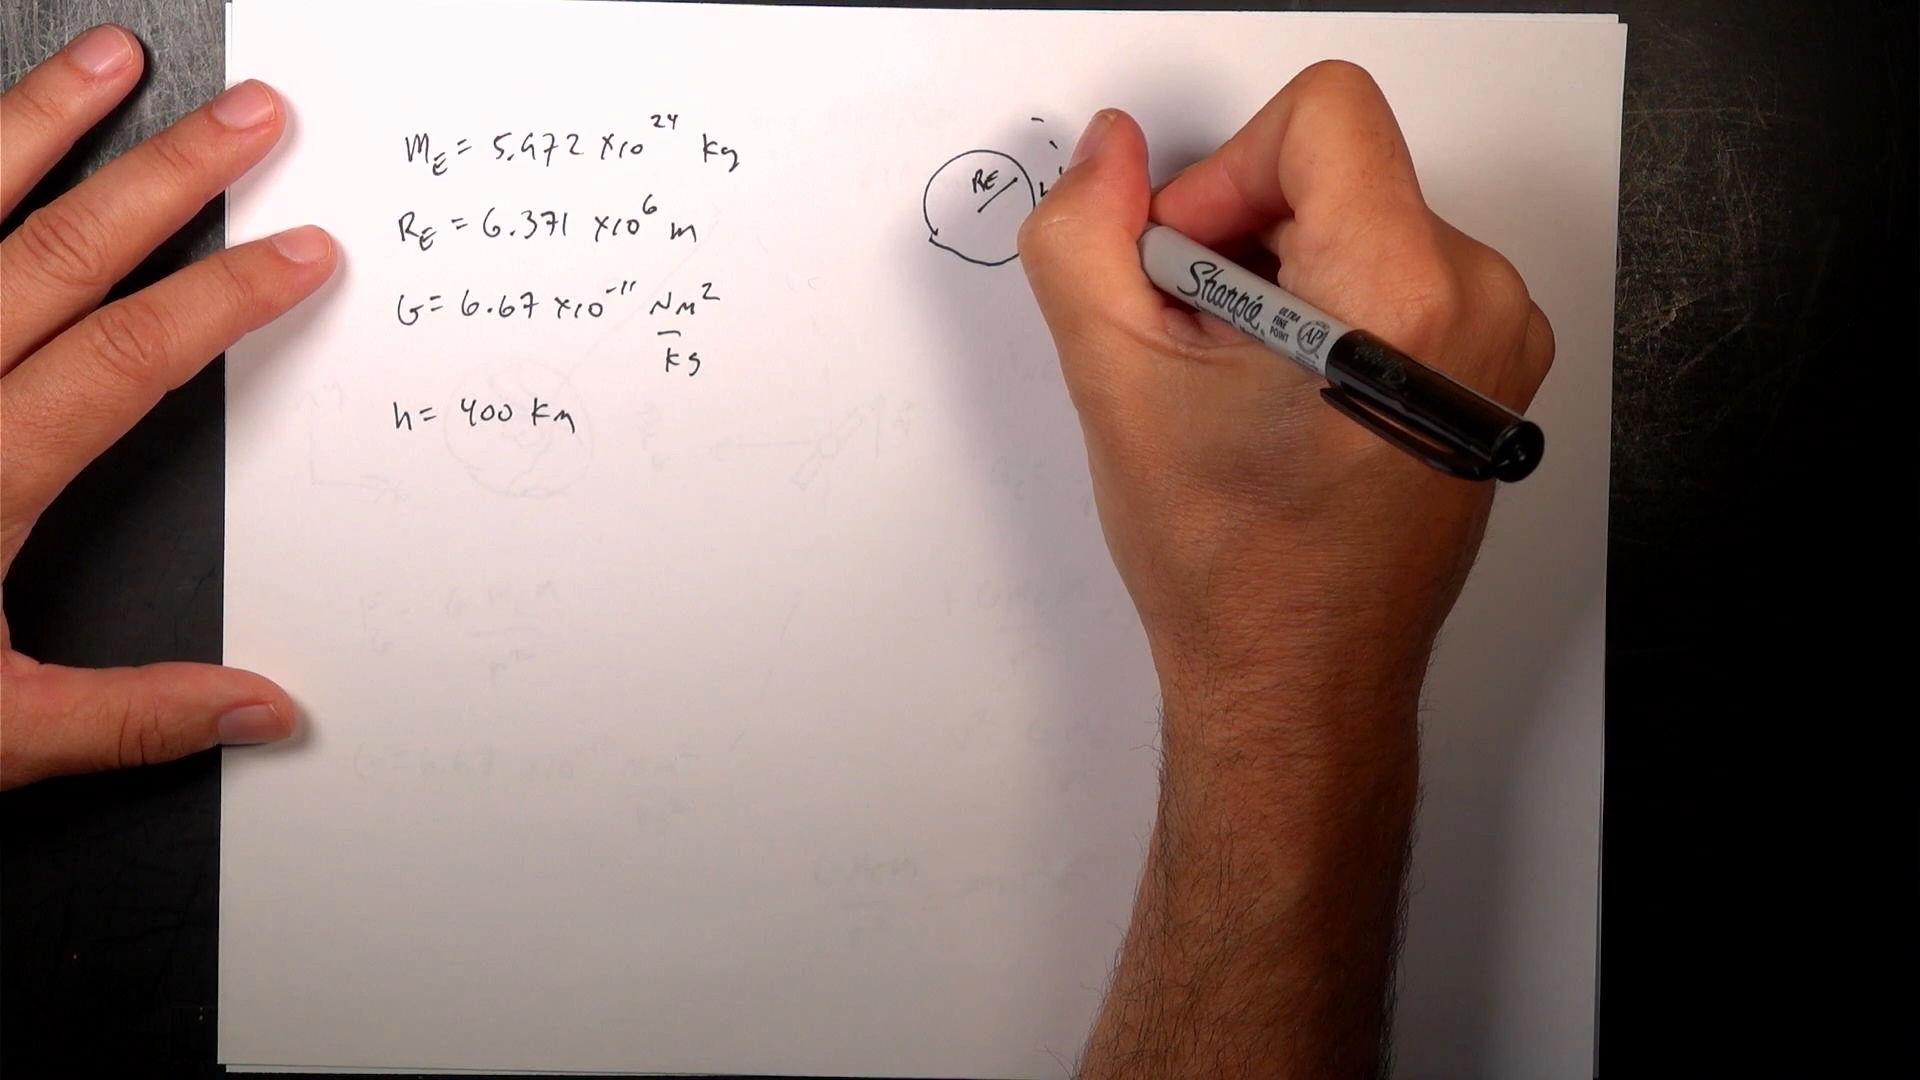 ME = 5.972 x10^24 kg
RE = 6.371 x10^6 m
G = 6.67 x10^-11 Nm^2
kg
h = 400 km
RE
Sharpie
ULTRA
FINE
POINT
AP